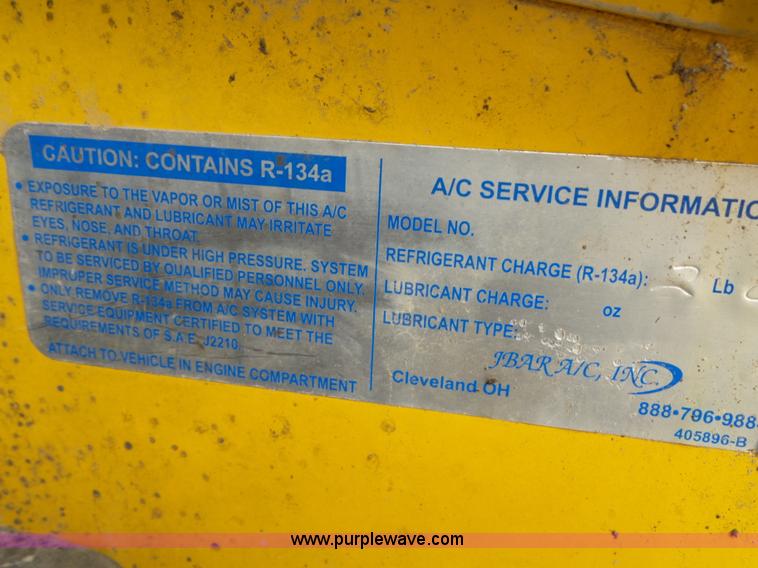 CAUTION: CONTAINS R-134a
• EXPOSURE TO THE VAPOR OR MIST OF THIS A/C
REFRIGERANT AND LUBRICANT MAY IRRITATE
EYES, NOSE, AND THROAT.
• REFRIGERANT IS UNDER HIGH PRESSURE. SYSTEM
TO BE SERVICED BY QUALIFIED PERSONNEL ONLY.
IMPROPER SERVICE METHOD MAY CAUSE INJURY.
• ONLY REMOVE R-134a FROM A/C SYSTEM WITH
SERVICE EQUIPMENT CERTIFIED TO MEET THE
REQUIREMENTS OF S.A.E. J2210.
ATTACH TO VEHICLE IN ENGINE COMPARTMENT
A/C SERVICE INFORMATIO
MODEL NO.
REFRIGERANT CHARGE (R-134a): 3 Lb
LUBRICANT CHARGE: oz
LUBRICANT TYPE:
JBAR A/C, INC.
Cleveland OH
888•796•988
405896-B
www.purplewave.com